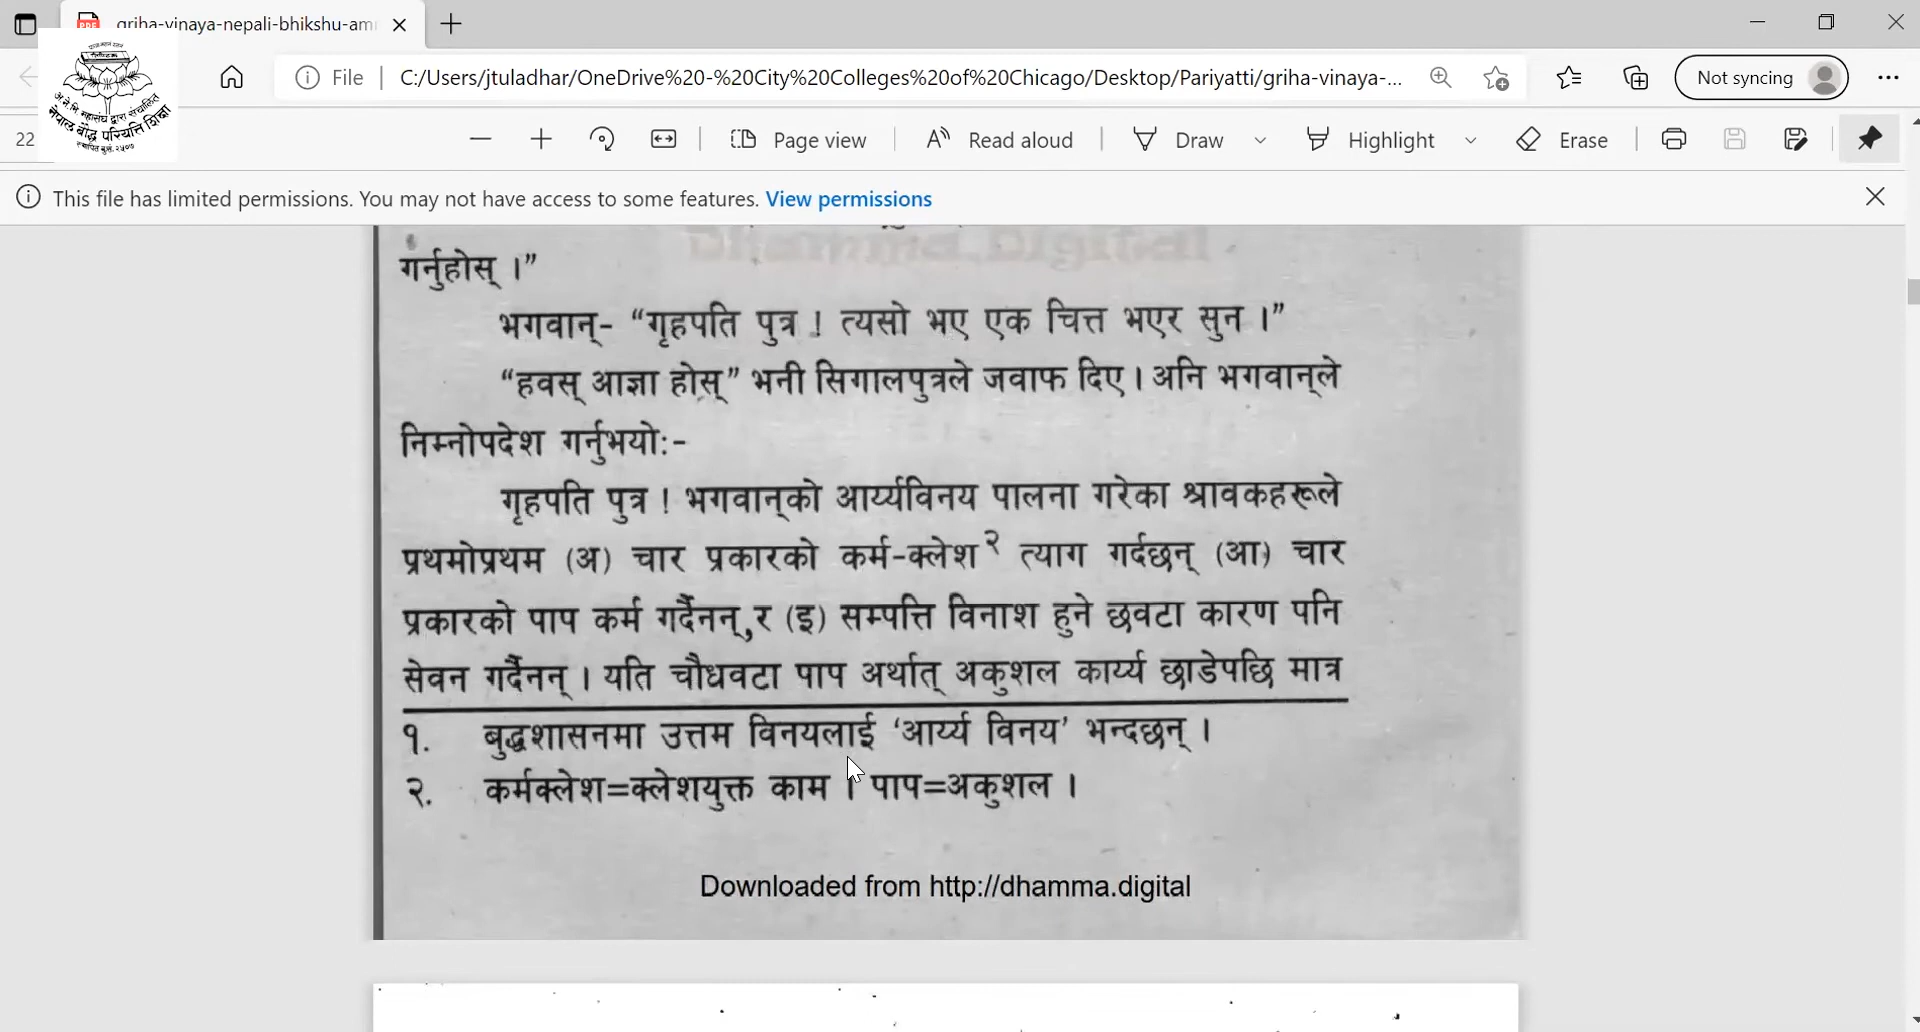 griha-vinaya-nepali-bhikshu-am
File
C:/Users/jtuladhar/OneDrive%20-%20City%20Colleges%20of%20Chicago/Desktop/Pariyatti/griha-vinaya-...
Not syncing
22
नेपाल बौद्ध परियत्ति शिक्षा
Page view
Read aloud
Draw
Highlight
Erase
This file has limited permissions. You may not have access to some features. View permissions
Dhamma.Digital
गर्नुहोस् ।”
भगवान्- “गृहपति पुत्र ! त्यसो भए एक चित्त भएर सुन ।”
“हवस् आज्ञा होस्” भनी सिगालपुत्रले जवाफ दिए । अनि भगवान्‌ले
निम्नोपदेश गर्नुभयो:-
गृहपति पुत्र ! भगवान्‌को आर्य्यविनय पालना गरेका श्रावकहरूले
प्रथमोप्रथम (अ) चार प्रकारको कर्म-क्लेश२ त्याग गर्दछन् (आ) चार
प्रकारको पाप कर्म गर्दैनन्,र (इ) सम्पत्ति विनाश हुने छवटा कारण पनि
सेवन गर्दैनन् । यति चौधवटा पाप अर्थात् अकुशल कार्य्य छाडेपछि मात्र
१. बुद्धशासनमा उत्तम विनयलाई ‘आर्य्य विनय’ भन्दछन् ।
२. कर्मक्लेश=क्लेशयुक्त काम । पाप=अकुशल ।
Downloaded from http://dhamma.digital